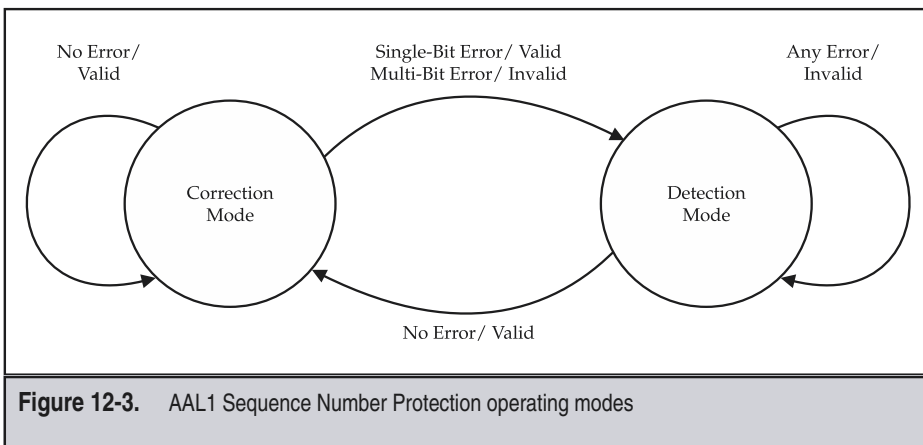 No Error/
Valid
Single-Bit Error/ Valid
Multi-Bit Error/ Invalid
Any Error/
Invalid
Correction
Mode
Detection
Mode
No Error/ Valid
Figure 12-3. AAL1 Sequence Number Protection operating modes